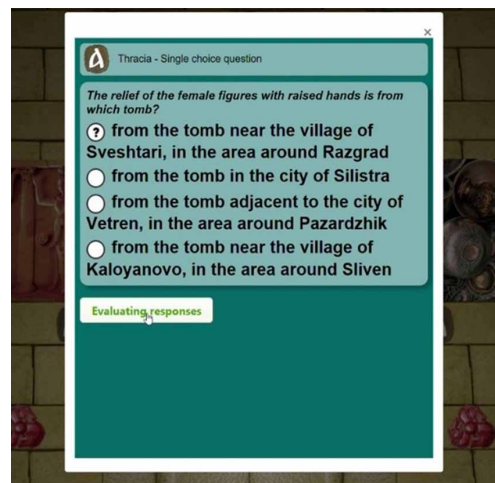 ×
Thracia - Single choice question
The relief of the female figures with raised hands is from
which tomb?
? from the tomb near the village of
Sveshtari, in the area around Razgrad
from the tomb in the city of Silistra
from the tomb adjacent to the city of
Vetren, in the area around Pazardzhik
from the tomb near the village of
Kaloyanovo, in the area around Sliven
Evaluating responses